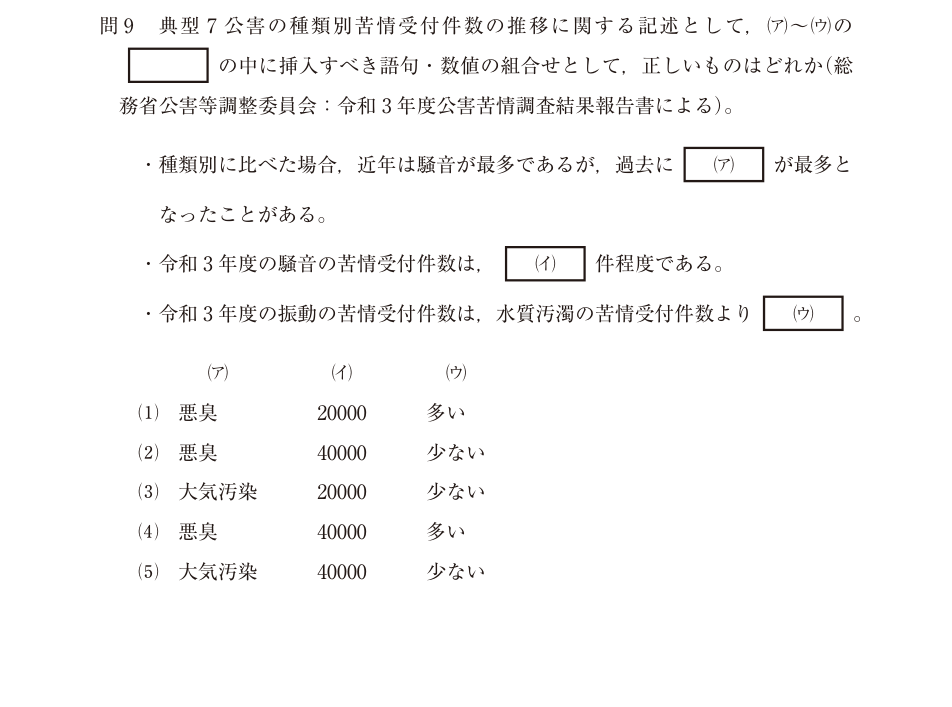 問9　典型7公害の種類別苦情受付件数の推移に関する記述として，㋐～㋒の
の中に挿入すべき語句・数値の組合せとして，正しいものはどれか(総
務省公害等調整委員会：令和3年度公害苦情調査結果報告書による)。
・種類別に比べた場合，近年は騒音が最多であるが，過去に (ア) が最多と
なったことがある。
・令和3年度の騒音の苦情受付件数は， (イ) 件程度である。
・令和3年度の振動の苦情受付件数は，水質汚濁の苦情受付件数より (ウ) 。
(ア) (イ) (ウ)
(1) 悪臭 20000 多い
(2) 悪臭 40000 少ない
(3) 大気汚染 20000 少ない
(4) 悪臭 40000 多い
(5) 大気汚染 40000 少ない